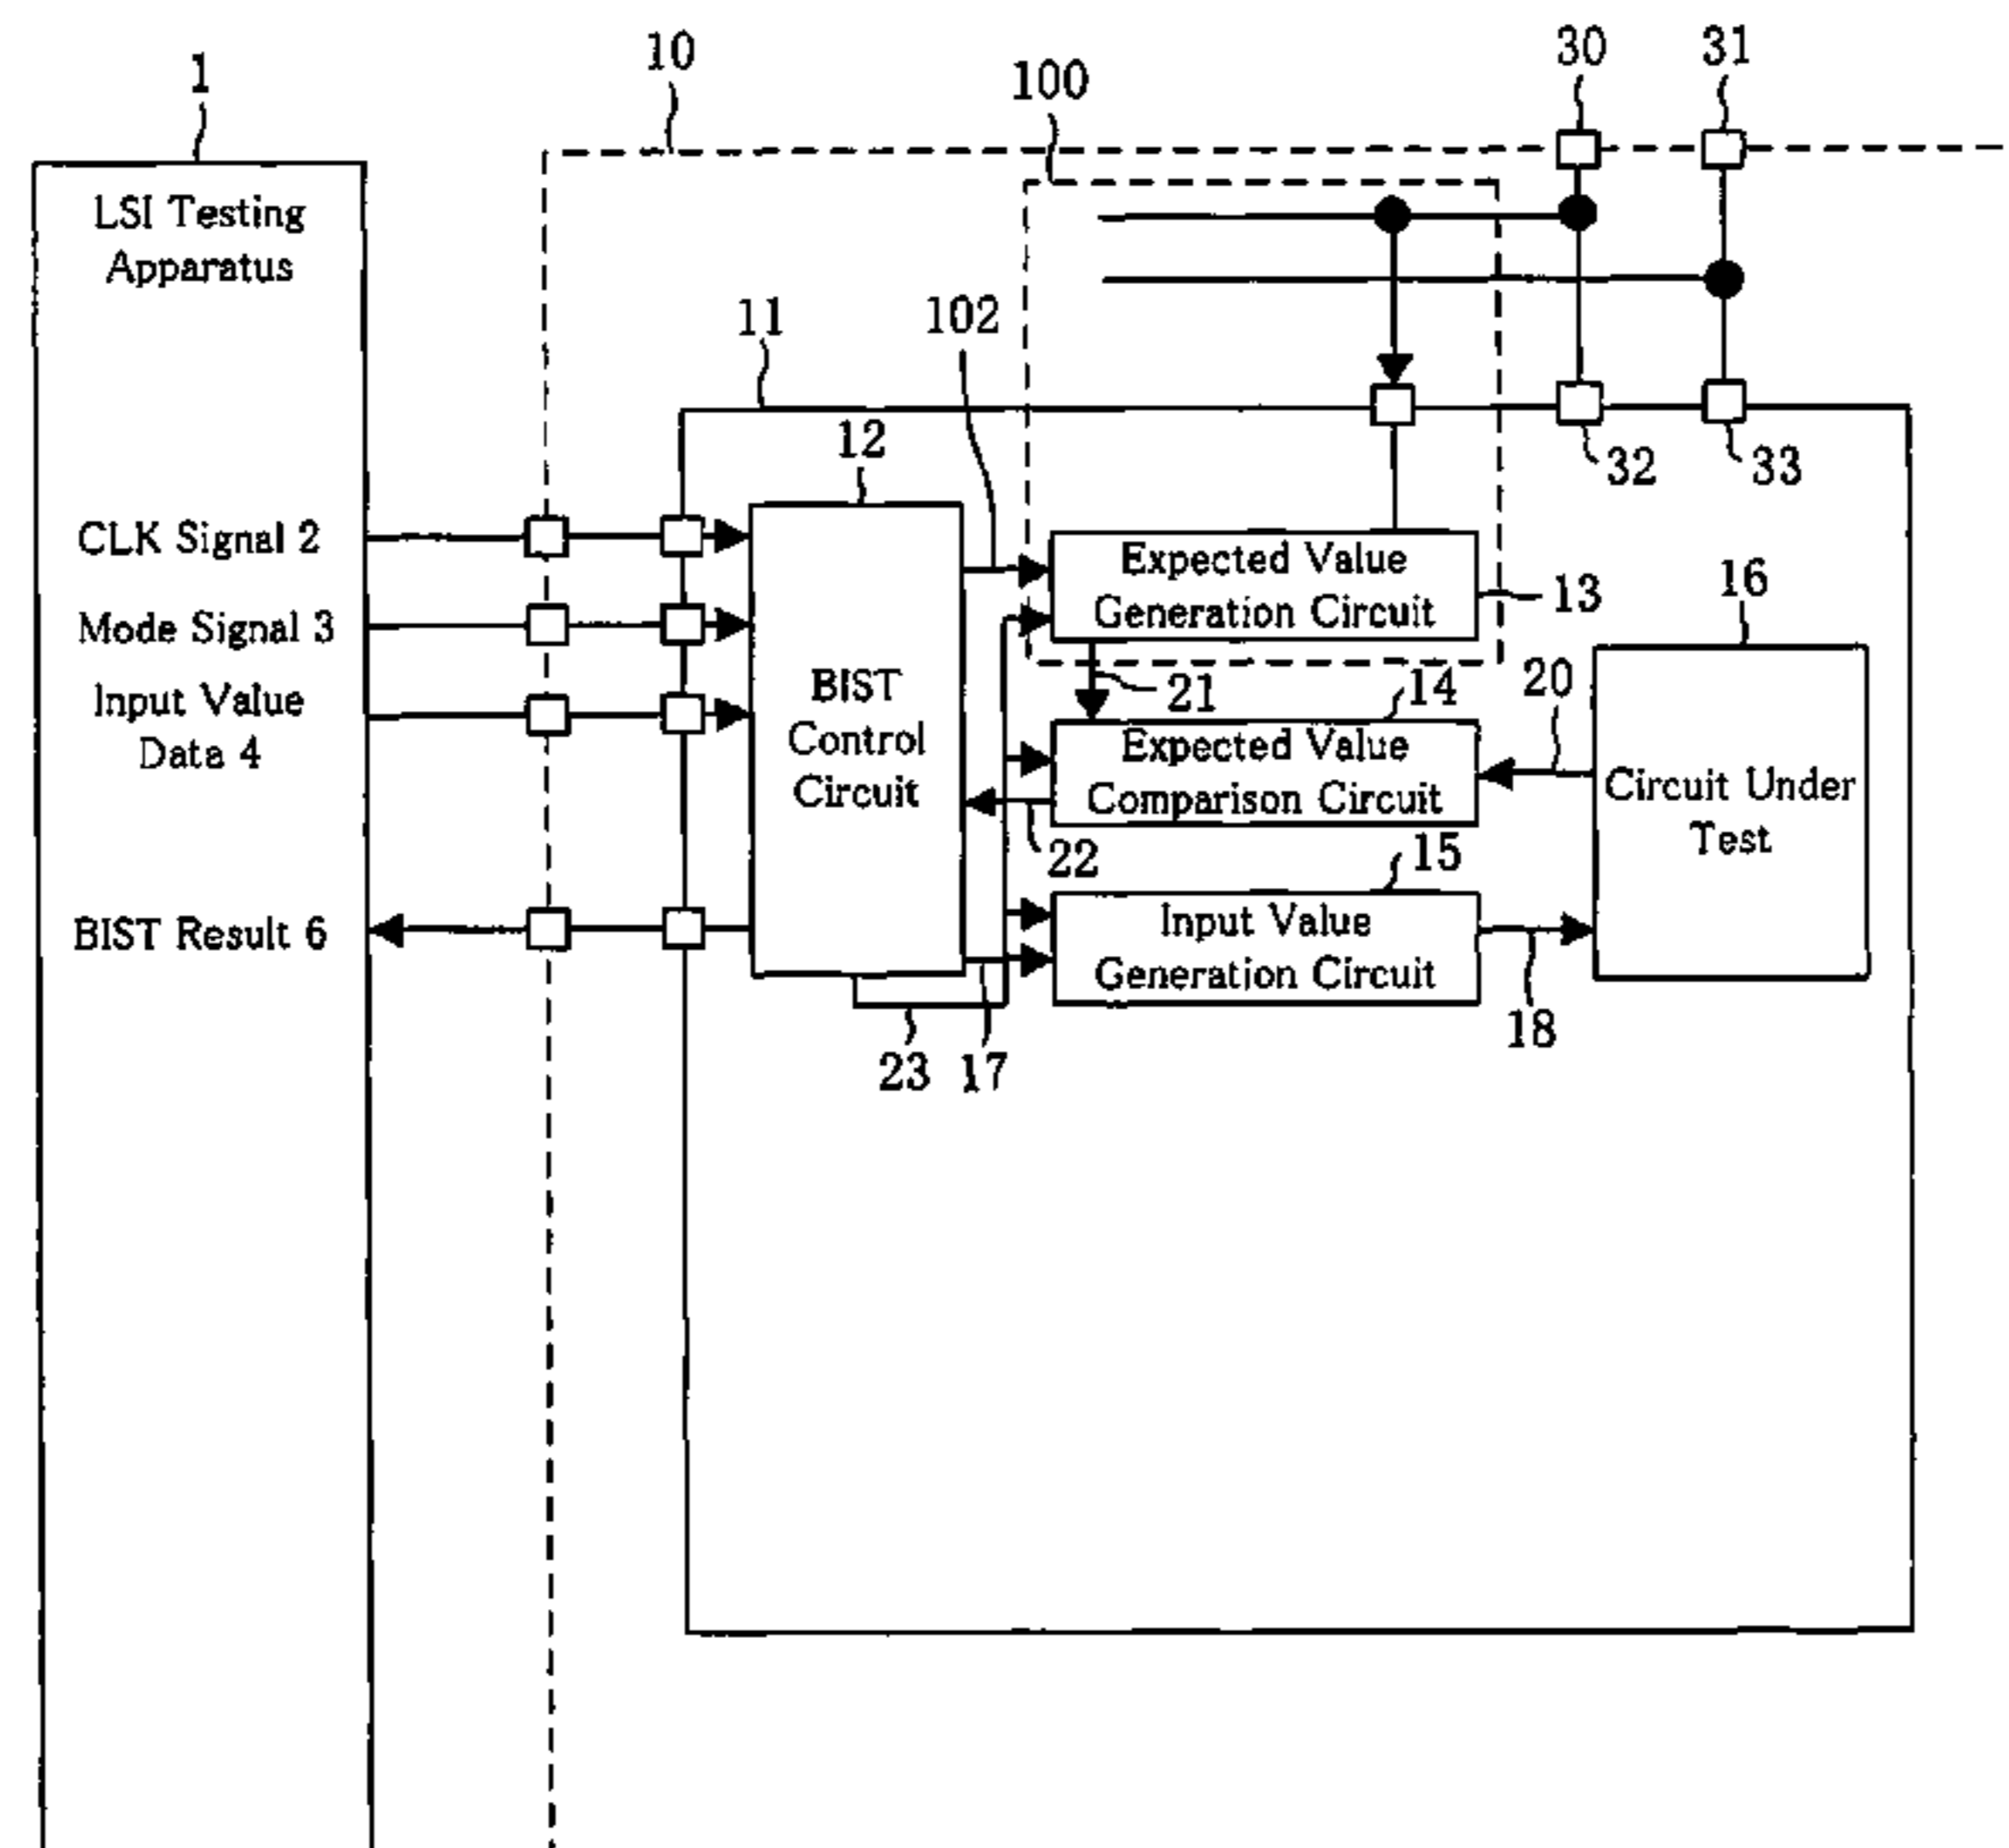 1
10
100
30
31
LSI Testing
Apparatus
11
102
12
32
33
CLK Signal 2
Mode Signal 3
Input Value
Data 4
BIST Result 6
BIST
Control
Circuit
Expected Value
Generation Circuit
13
21
14
Expected Value
Comparison Circuit
22
15
Input Value
Generation Circuit
16
20
Circuit Under
Test
18
23
17